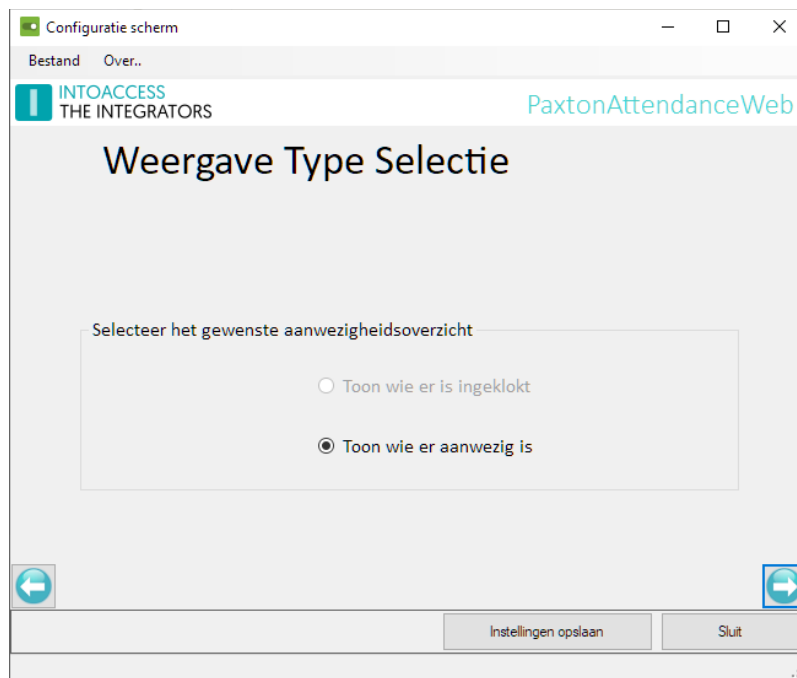 Configuratie scherm
Bestand Over..
INTOACCESS
THE INTEGRATORS
PaxtonAttendanceWeb
Weergave Type Selectie
Selecteer het gewenste aanwezigheidsoverzicht
Toon wie er is ingeklokt
Toon wie er aanwezig is
Instellingen opslaan Sluit